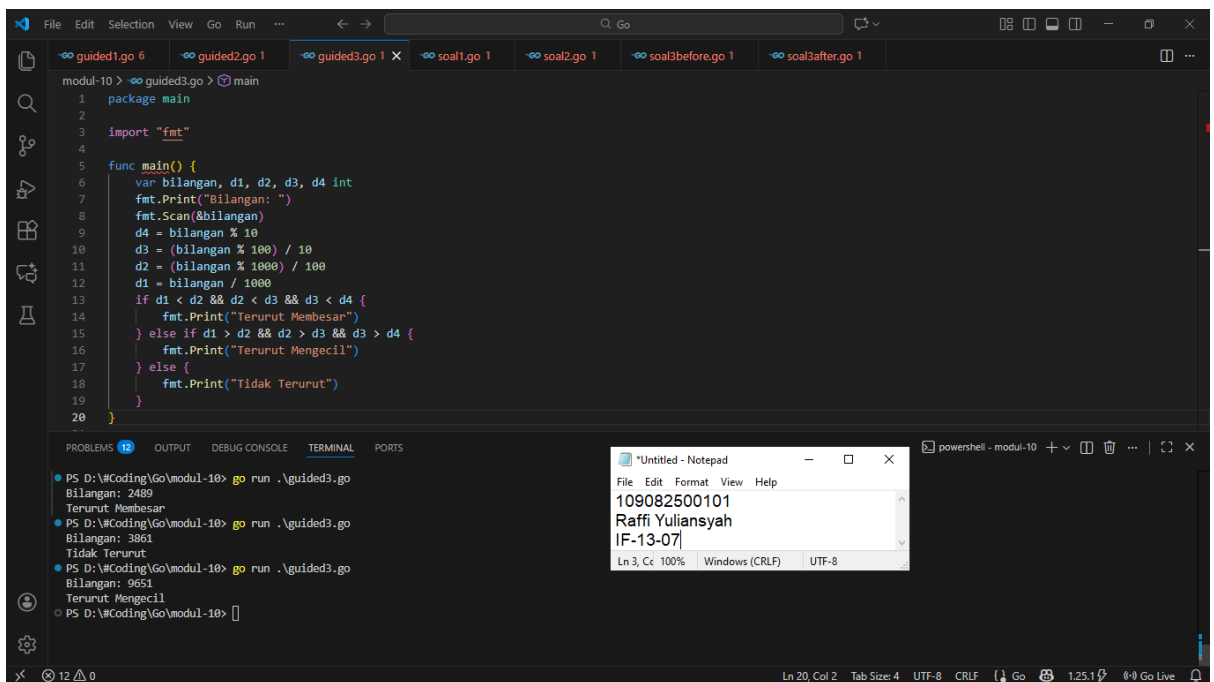 File Edit Selection View Go Run ··· Go
guided1.go 6 guided2.go 1 guided3.go 1 soal1.go 1 soal2.go 1 soal3before.go 1 soal3after.go 1
modul-10 > guided3.go > main
1 package main
2
3 import "fmt"
4
5 func main() {
6 var bilangan, d1, d2, d3, d4 int
7 fmt.Print("Bilangan: ")
8 fmt.Scan(&bilangan)
9 d4 = bilangan % 10
10 d3 = (bilangan % 100) / 10
11 d2 = (bilangan % 1000) / 100
12 d1 = bilangan / 1000
13 if d1 < d2 && d2 < d3 && d3 < d4 {
14 fmt.Print("Terurut Membesar")
15 } else if d1 > d2 && d2 > d3 && d3 > d4 {
16 fmt.Print("Terurut Mengecil")
17 } else {
18 fmt.Print("Tidak Terurut")
19 }
20 }
PROBLEMS 12 OUTPUT DEBUG CONSOLE TERMINAL PORTS powershell - modul-10
PS D:\#Coding\Go\modul-10> go run .\guided3.go
Bilangan: 2489
Terurut Membesar
PS D:\#Coding\Go\modul-10> go run .\guided3.go
Bilangan: 3861
Tidak Terurut
PS D:\#Coding\Go\modul-10> go run .\guided3.go
Bilangan: 9651
Terurut Mengecil
PS D:\#Coding\Go\modul-10>
*Untitled - Notepad
File Edit Format View Help
109082500101
Raffi Yuliansyah
IF-13-07
Ln 3, Cc 100% Windows (CRLF) UTF-8
12 0 Ln 20, Col 2 Tab Size: 4 UTF-8 CRLF Go 1.25.1 Go Live